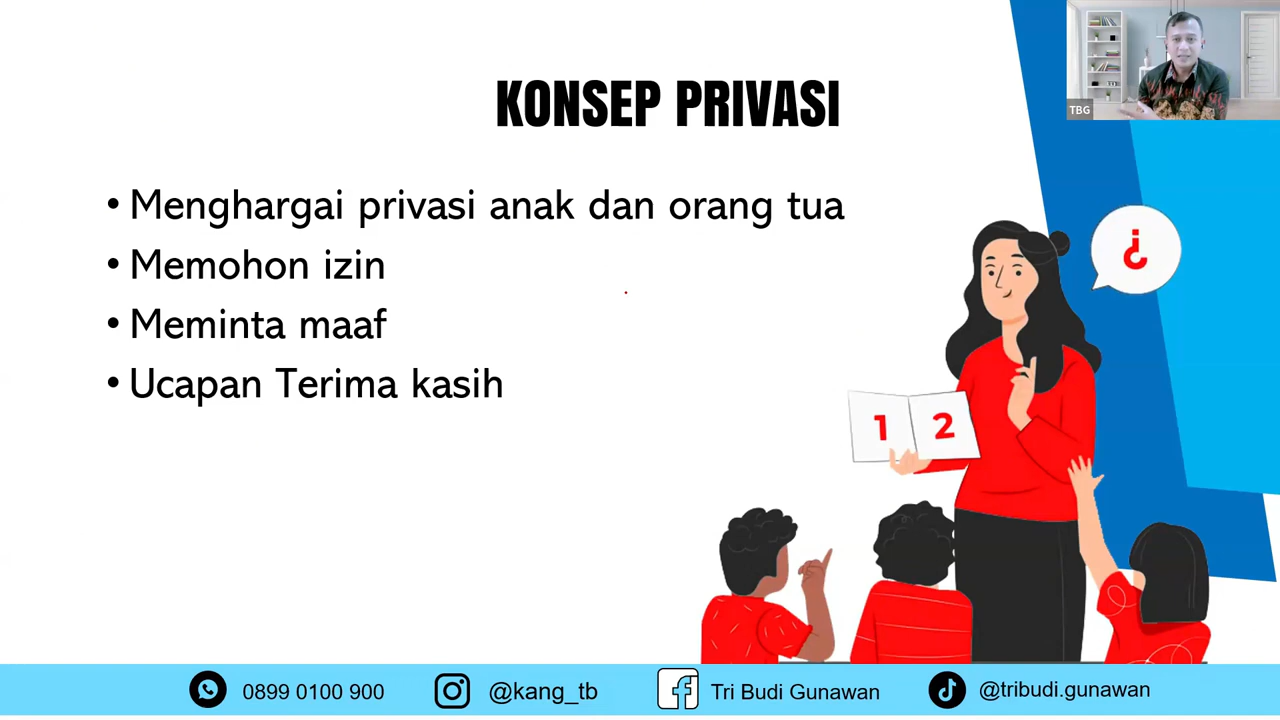 TBG
KONSEP PRIVASI
• Menghargai privasi anak dan orang tua
• Memohon izin
• Meminta maaf
• Ucapan Terima kasih
¿
1 2
0899 0100 900 @kang_tb Tri Budi Gunawan @tribudi.gunawan